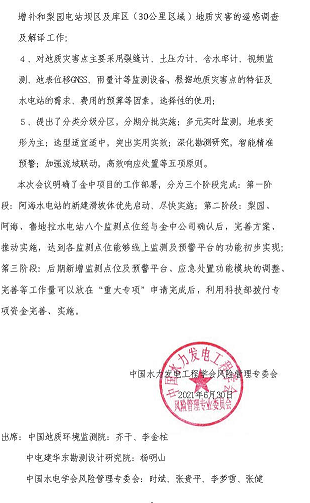 增补和梨园电站坝区及库区（30公里区域）地质灾害的遥感调查
及解译工作；
4、对地质灾害点主要采用裂缝计、土压力计、含水率计、视频监
测、地表位移GNSS、雨量计等监测设备，根据地质灾害点的特征及
水电站的需求、费用的预算等因素，选择性的使用；
5、提出了分类分级分区，分期分批实施；多元实时监测，地表变
形为主；选型适宜适中，突出实用实效；深化勘测研究，智能精准
预警；加强流域联动，高效响应处置等五项原则。
本次会议明确了金中项目的工作部署，分为三个阶段完成：第一阶
段：阿海水电站的新建滑坡体优先启动、尽快实施；第二阶段：梨园、
阿海、鲁地拉水电站八个监测点位经与金中公司确认后，完善方案、
推动实施，达到各监测点位能够线上监测及预警平台的功能初步实现；
第三阶段：后期新增监测点位及预警平台、应急处置功能模块的调整、
完善等工作量可以放在“重大专项”申请完成后，利用科技部拨付专
项资金完善、实施。
中国水力发电工程学会风险管理专委会
2021年6月20日
中国水力发电工程学会
风险管理专业委员会
出席：中国地质环境监测院：乔干、李金柱
中电建华东勘测设计研究院：杨明山
中国水电学会风险管理专委会：时斌、张贵平、李梦雪、张健